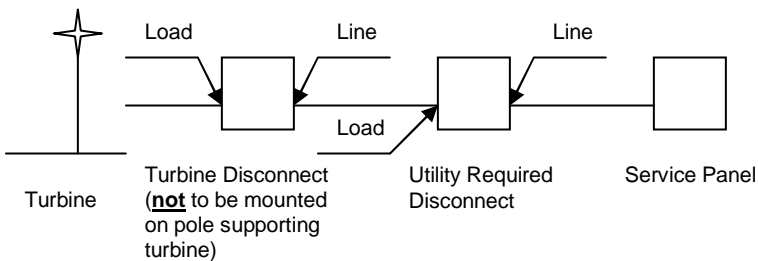 Load
Line
Line
Load
Turbine
Turbine Disconnect
(not to be mounted
on pole supporting
turbine)
Utility Required
Disconnect
Service Panel